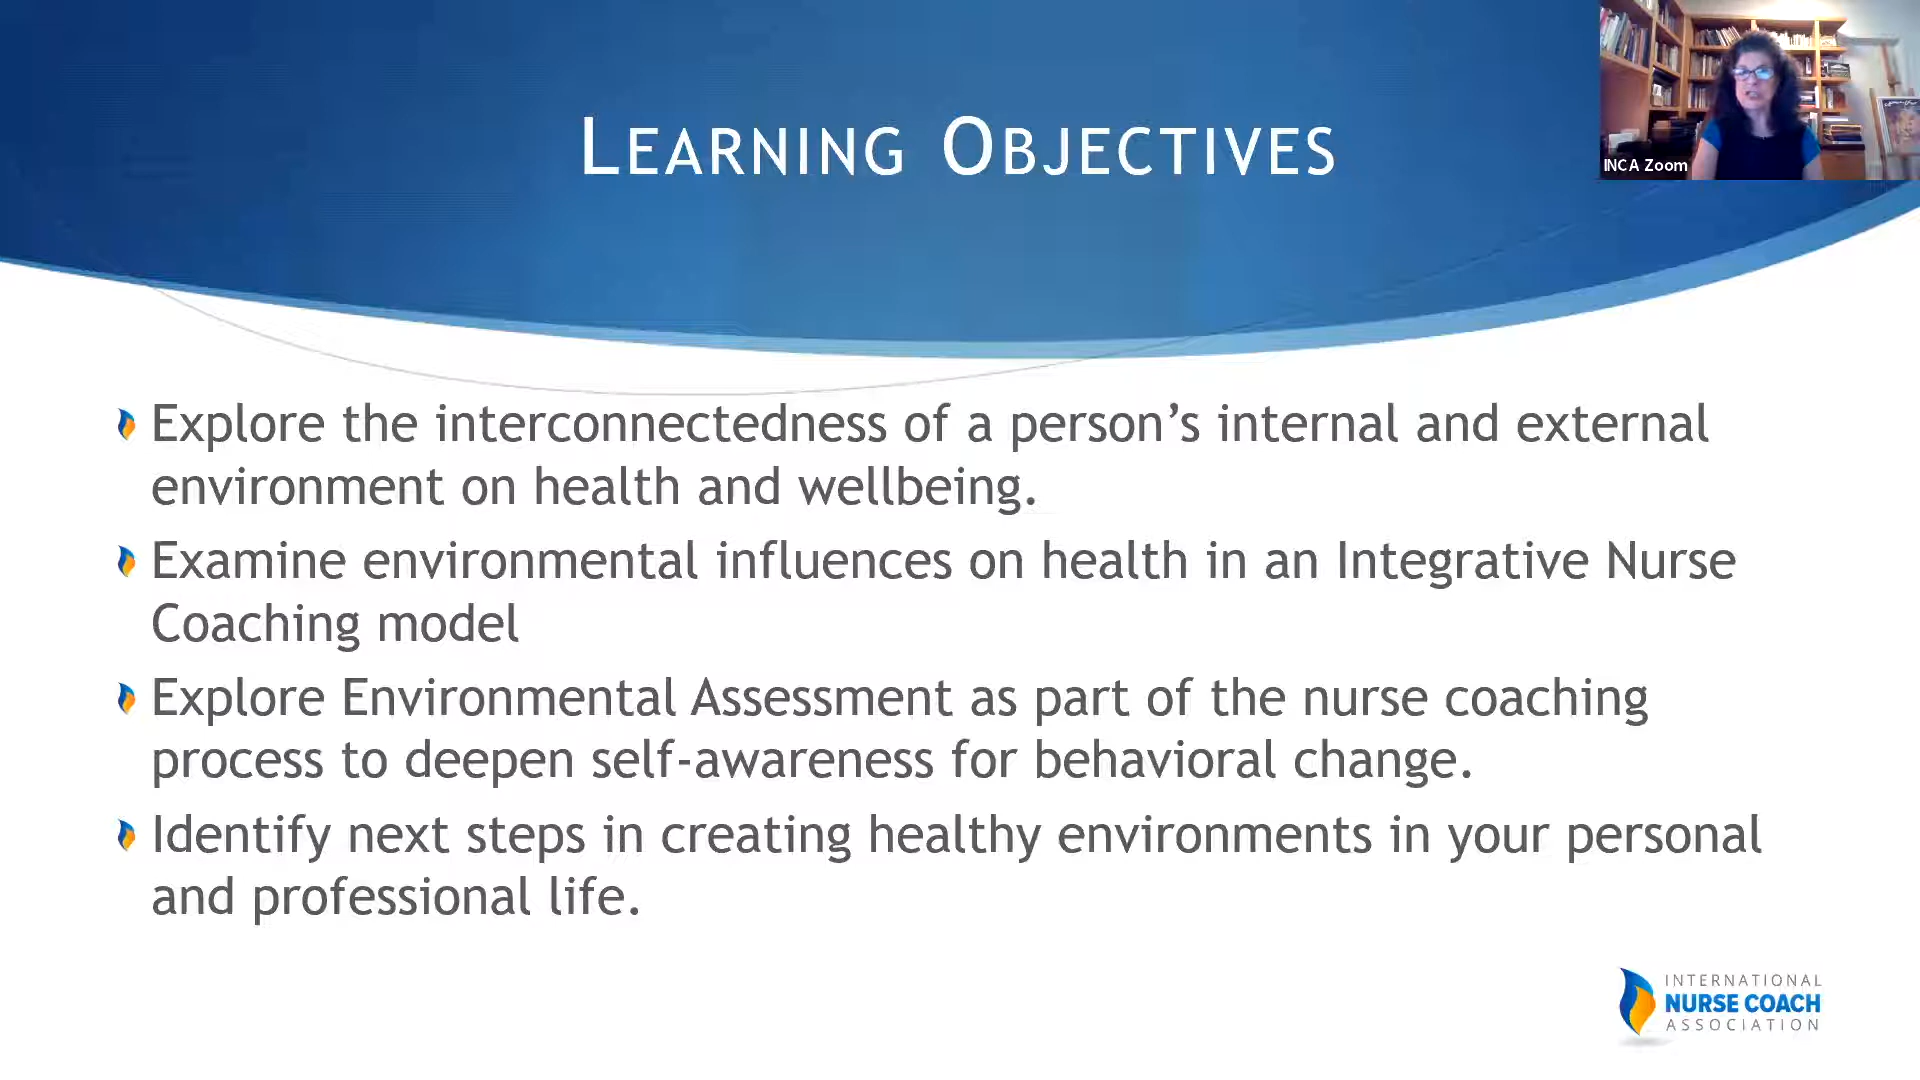 LEARNING OBJECTIVES
INCA Zoom
Explore the interconnectedness of a person’s internal and external
environment on health and wellbeing.
Examine environmental influences on health in an Integrative Nurse
Coaching model
Explore Environmental Assessment as part of the nurse coaching
process to deepen self-awareness for behavioral change.
Identify next steps in creating healthy environments in your personal
and professional life.
INTERNATIONAL
NURSE COACH
ASSOCIATION